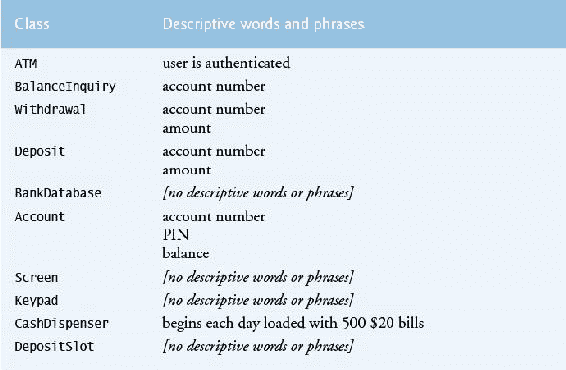 Class Descriptive words and phrases
ATM user is authenticated
BalanceInquiry account number
Withdrawal account number
amount
Deposit account number
amount
BankDatabase [no descriptive words or phrases]
Account account number
PIN
balance
Screen [no descriptive words or phrases]
Keypad [no descriptive words or phrases]
CashDispenser begins each day loaded with 500 $20 bills
DepositSlot [no descriptive words or phrases]